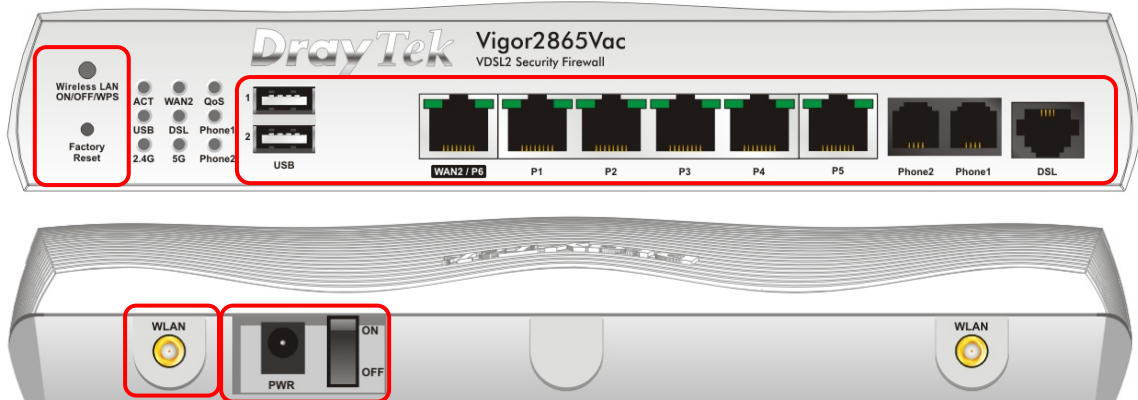 DrayTek
Vigor2865Vac
VDSL2 Security Firewall
Wireless LAN
ON/OFF/WPS
Factory
Reset
ACT WAN2 QoS
USB DSL Phone1
2.4G 5G Phone2
1
2
USB
WAN2 / P6 P1 P2 P3 P4 P5 Phone2 Phone1 DSL
WLAN
PWR
ON
OFF
WLAN